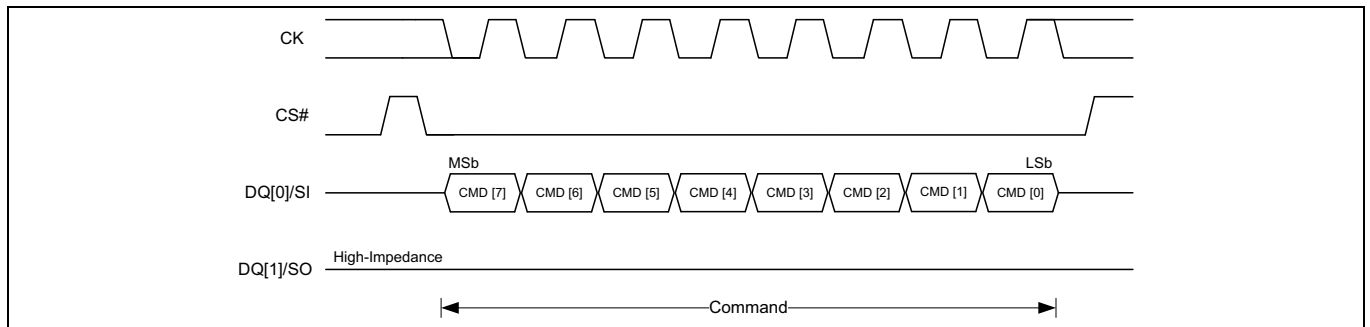 CK
CS#
MSb
LSb
DQ[0]/SI
CMD [7] CMD [6] CMD [5] CMD [4] CMD [3] CMD [2] CMD [1] CMD [0]
High-Impedance
DQ[1]/SO
Command